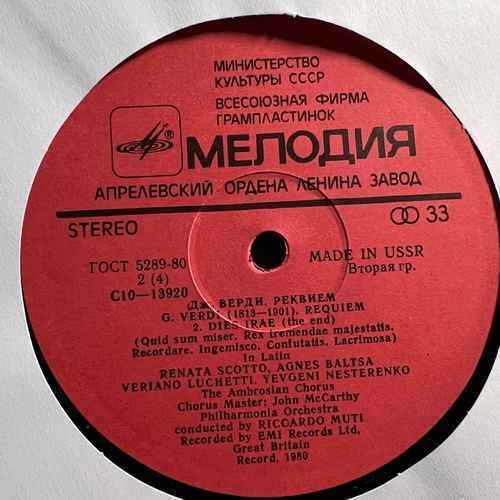 МИНИСТЕРСТВО
КУЛЬТУРЫ СССР
ВСЕСОЮЗНАЯ ФИРМА
ГРАМПЛАСТИНОК
® МЕЛОДИЯ
АПРЕЛЕВСКИЙ ОРДЕНА ЛЕНИНА ЗАВОД
STEREO 33
ГОСТ 5289-80 MADE IN USSR
2 (4) Вторая гр.
С10—13920
ДЖ. ВЕРДИ. РЕКВИЕМ
G. VERDI (1813—1901). REQUIEM
2. DIES IRAE (the end)
(Quid sum miser. Rex tremendae majestatis.
Recordare. Ingemisco. Confutatis. Lacrimosa)
In Latin
RENATA SCOTTO, AGNES BALTSA
VERIANO LUCHETTI, YEVGENI NESTERENKO
The Ambrosian Chorus
Chorus Master: John McCarthy
Philharmonia Orchestra
conducted by RICCARDO MUTI
Recorded by EMI Records Ltd,
Great Britain
Record, 1980